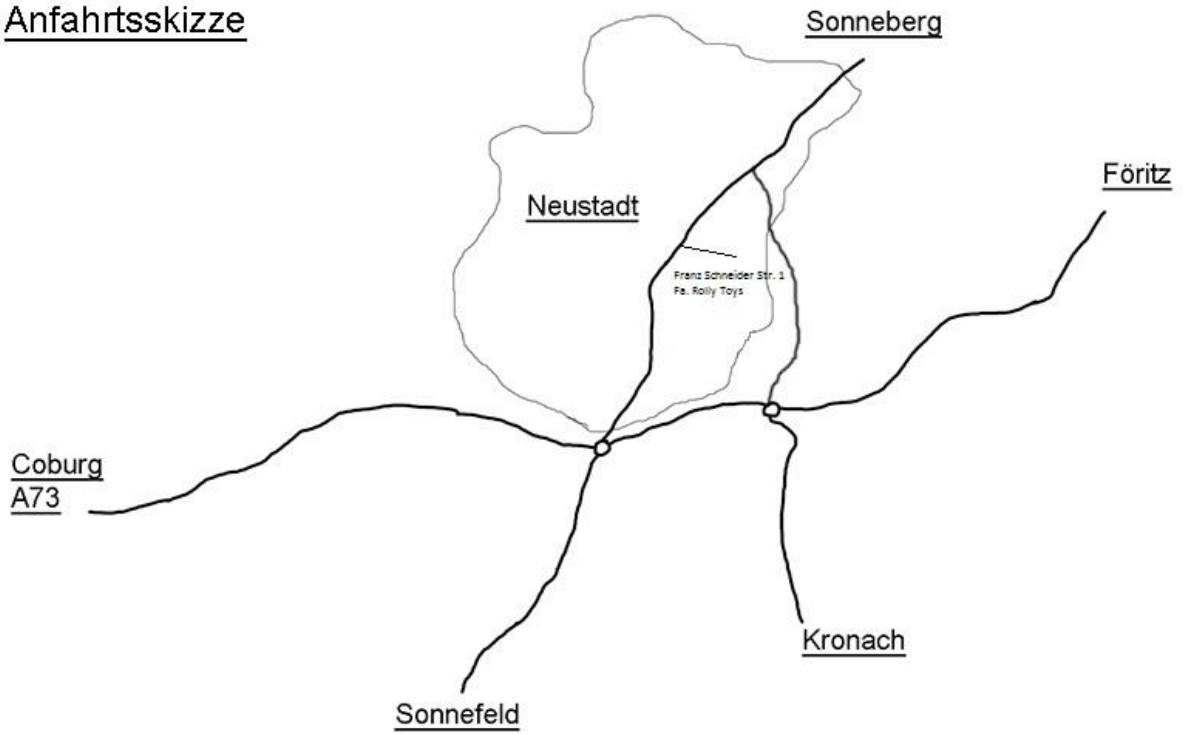 Anfahrtsskizze
Sonneberg
Föritz
Neustadt
Franz Schneider Str. 1
Fa. Rolly Toys
Coburg
A73
Kronach
Sonnefeld